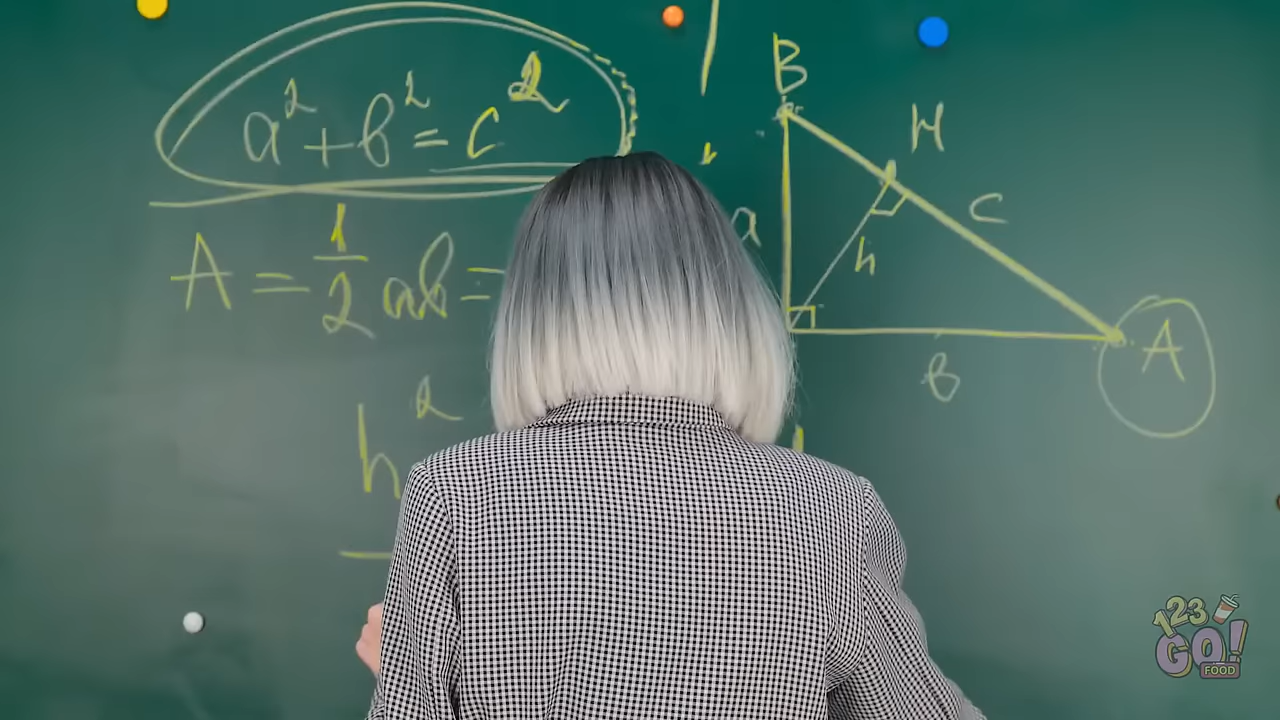 a² + b² = c²
A = 1/2 ab =
h²
B
H
a
h
c
b
A
123
GO!
FOOD